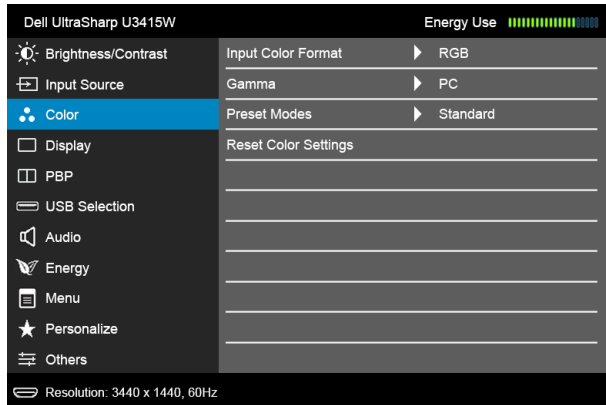 Dell UltraSharp U3415W
Energy Use
Brightness/Contrast
Input Color Format
RGB
Input Source
Gamma
PC
Color
Preset Modes
Standard
Display
Reset Color Settings
PBP
USB Selection
Audio
Energy
Menu
Personalize
Others
Resolution: 3440 x 1440, 60Hz